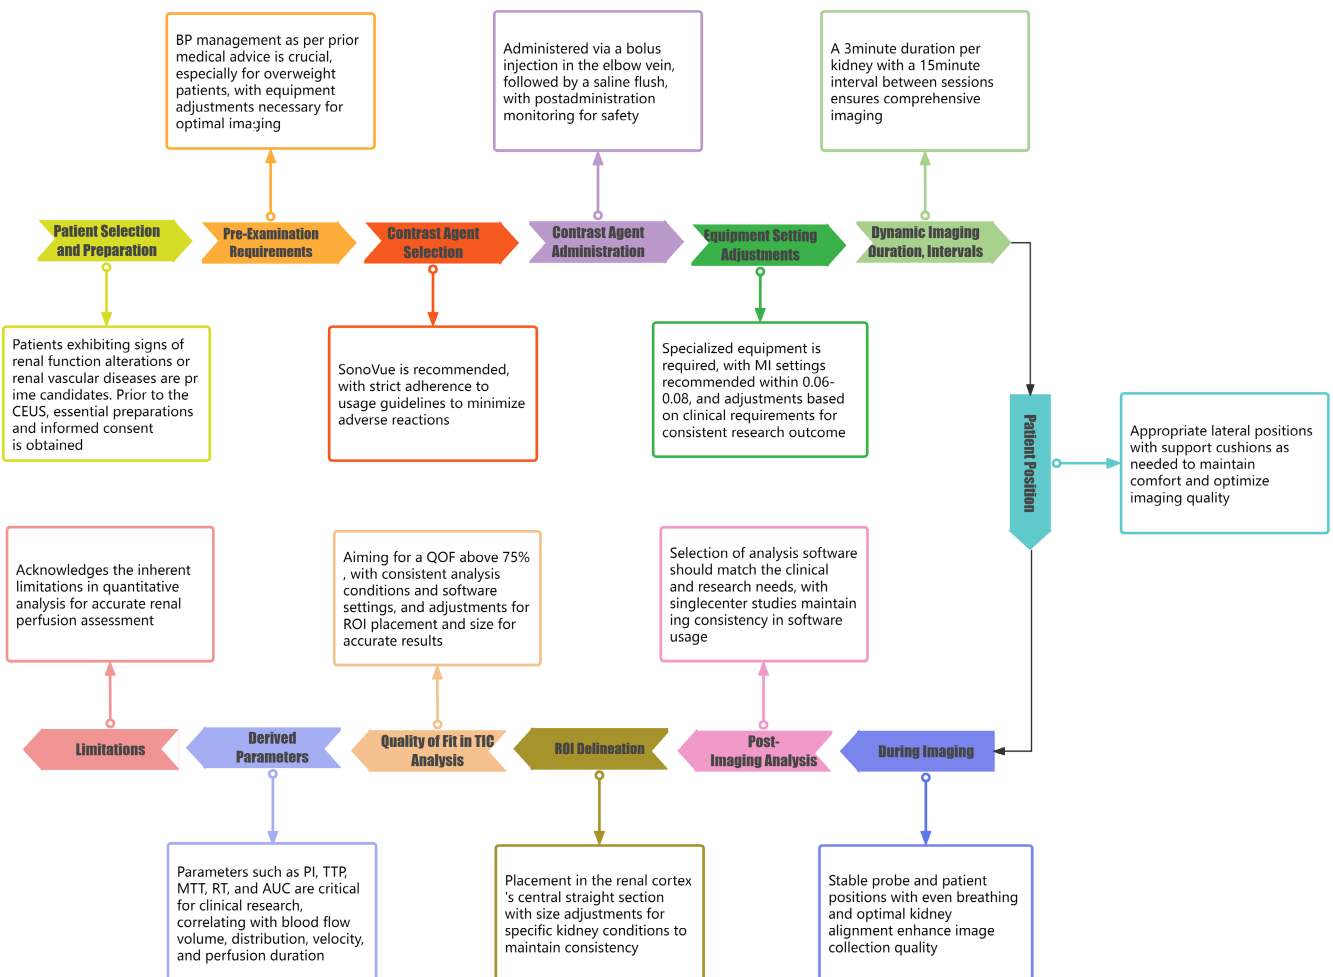 BP management as per prior
medical advice is crucial,
especially for overweight
patients, with equipment
adjustments necessary for
optimal imaging
Administered via a bolus
injection in the elbow vein,
followed by a saline flush,
with postadministration
monitoring for safety
A 3minute duration per
kidney with a 15minute
interval between sessions
ensures comprehensive
imaging
Patient Selection
and Preparation
Pre-Examination
Requirements
Contrast Agent
Selection
Contrast Agent
Administration
Equipment Setting
Adjustments
Dynamic Imaging
Duration, Intervals
Patients exhibiting signs of
renal function alterations or
renal vascular diseases are pr
ime candidates. Prior to the
CEUS, essential preparations
and informed consent
is obtained
SonoVue is recommended,
with strict adherence to
usage guidelines to minimize
adverse reactions
Specialized equipment is
required, with MI settings
recommended within 0.06-
0.08, and adjustments based
on clinical requirements for
consistent research outcome
Patient Position
Appropriate lateral positions
with support cushions as
needed to maintain
comfort and optimize
imaging quality
Acknowledges the inherent
limitations in quantitative
analysis for accurate renal
perfusion assessment
Aiming for a QOF above 75%
, with consistent analysis
conditions and software
settings, and adjustments for
ROI placement and size for
accurate results
Selection of analysis software
should match the clinical
and research needs, with
singlecenter studies maintain
ing consistency in software
usage
Limitations
Derived
Parameters
Quality of Fit in TIC
Analysis
ROI Delineation
Post-
Imaging Analysis
During Imaging
Parameters such as PI, TTP,
MTT, RT, and AUC are critical
for clinical research,
correlating with blood flow
volume, distribution, velocity,
and perfusion duration
Placement in the renal cortex
's central straight section
with size adjustments for
specific kidney conditions to
maintain consistency
Stable probe and patient
positions with even breathing
and optimal kidney
alignment enhance image
collection quality